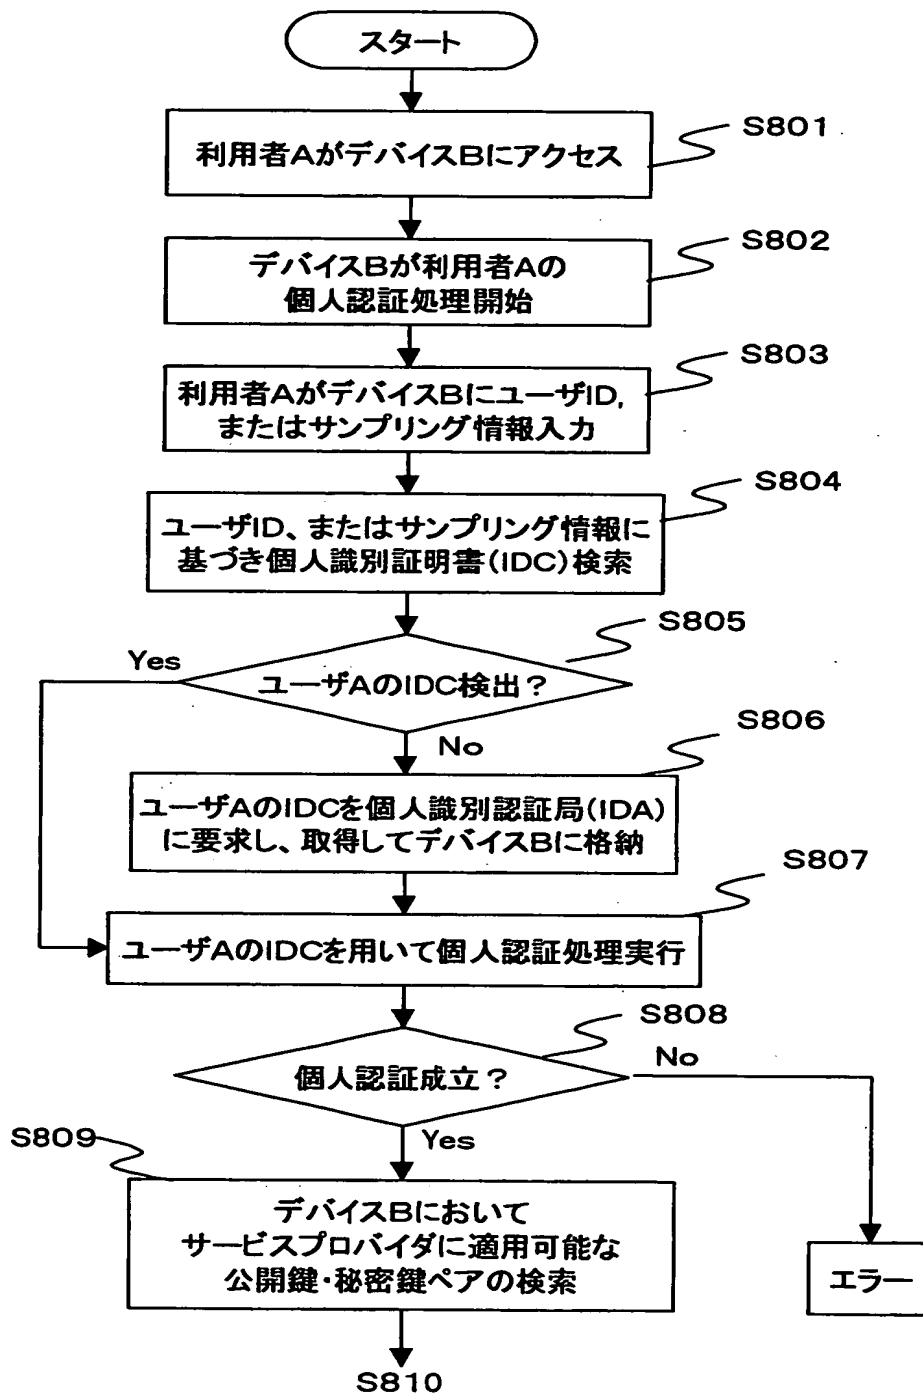 スタート
S801
利用者AがデバイスBにアクセス
S802
デバイスBが利用者Aの
個人認証処理開始
S803
利用者AがデバイスBにユーザID,
またはサンプリング情報入力
S804
ユーザID、またはサンプリング情報に
基づき個人識別証明書(IDC)検索
S805
Yes
ユーザAのIDC検出?
No
S806
ユーザAのIDCを個人識別認証局(IDA)
に要求し、取得してデバイスBに格納
S807
ユーザAのIDCを用いて個人認証処理実行
S808
個人認証成立?
No
Yes
S809
デバイスBにおいて
サービスプロバイダに適用可能な
公開鍵・秘密鍵ペアの検索
エラー
S810